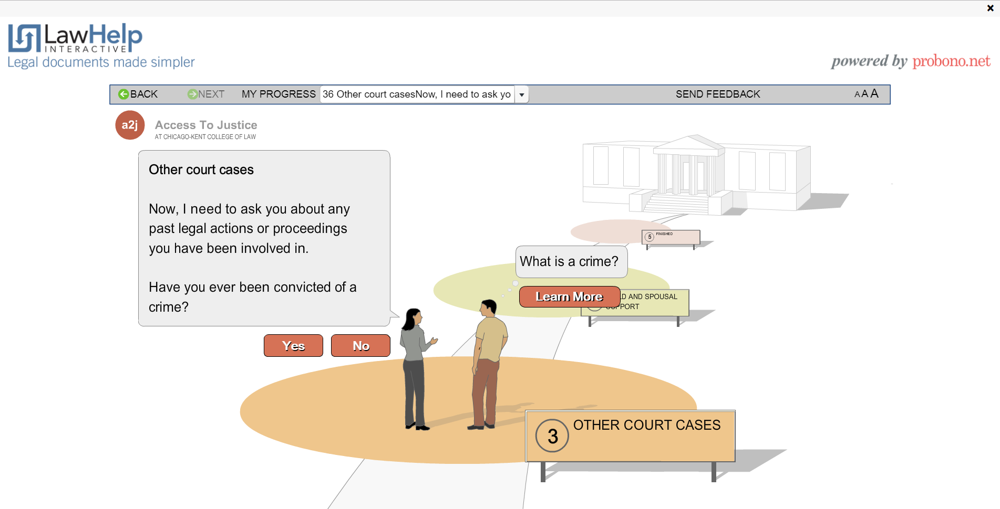 LawHelp
INTERACTIVE
Legal documents made simpler
powered by probono.net
BACK
NEXT
MY PROGRESS
36 Other court casesNow, I need to ask yo
SEND FEEDBACK
A A A
a2j
Access To Justice
AT CHICAGO-KENT COLLEGE OF LAW
Other court cases
Now, I need to ask you about any
past legal actions or proceedings
you have been involved in.
Have you ever been convicted of a
crime?
Yes
No
What is a crime?
Learn More
5 FINISHED
LD AND SPOUSAL
SUPPORT
3 OTHER COURT CASES